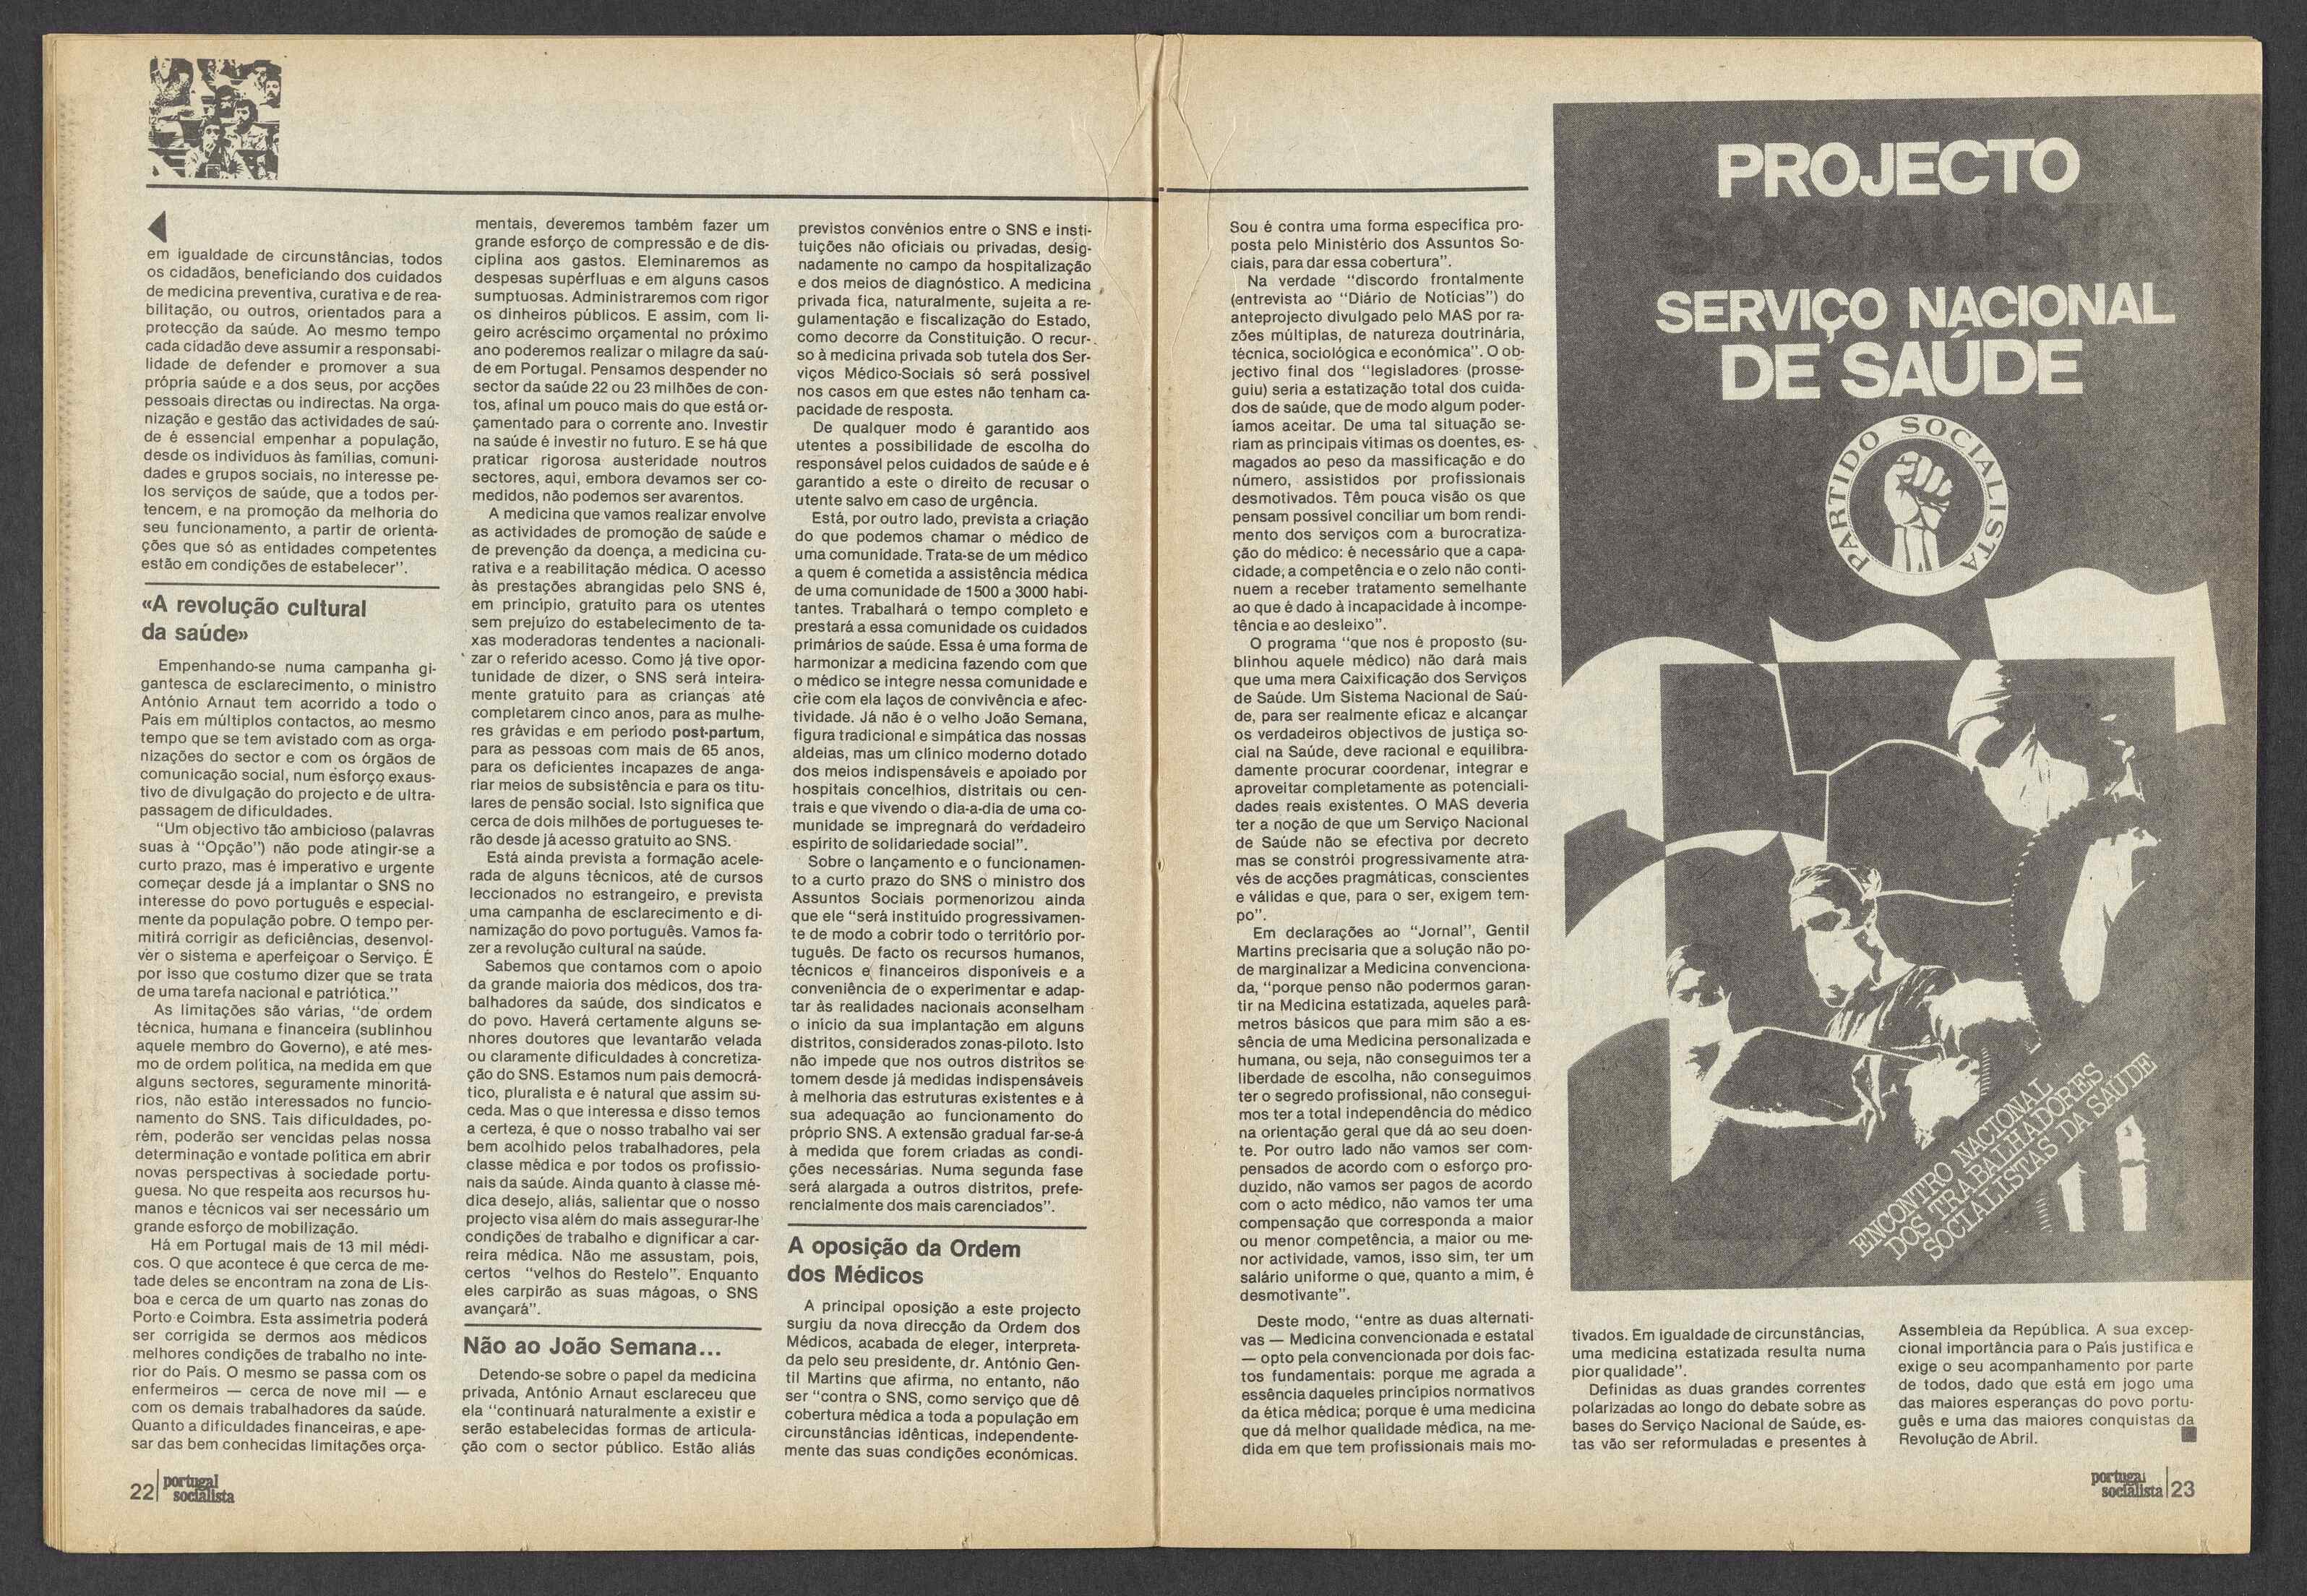 em igualdade de circunstâncias, todos
os cidadãos, beneficiando dos cuidados
de medicina preventiva, curativa e de rea-
bilitação, ou outros, orientados para a
protecção da saúde. Ao mesmo tempo
cada cidadão deve assumir a responsabi-
lidade de defender e promover a sua
própria saúde e a dos seus, por acções
pessoais directas ou indirectas. Na orga-
nização e gestão das actividades de saú-
de é essencial empenhar a população,
desde os indivíduos às famílias, comuni-
dades e grupos sociais, no interesse pe-
los serviços de saúde, que a todos per-
tencem, e na promoção da melhoria do
seu funcionamento, a partir de orienta-
ções que só as entidades competentes
estão em condições de estabelecer".
«A revolução cultural
da saúde»
Empenhando-se numa campanha gi-
gantesca de esclarecimento, o ministro
António Arnaut tem acorrido a todo o
País em múltiplos contactos, ao mesmo
tempo que se tem avistado com as orga-
nizações do sector e com os órgãos de
comunicação social, num esforço exaus-
tivo de divulgação do projecto e de ultra-
passagem de dificuldades.
"Um objectivo tão ambicioso (palavras
suas à "Opção") não pode atingir-se a
curto prazo, mas é imperativo e urgente
começar desde já a implantar o SNS no
interesse do povo português e especial-
mente da população pobre. O tempo per-
mitirá corrigir as deficiências, desenvol-
ver o sistema e aperfeiçoar o Serviço. É
por isso que costumo dizer que se trata
de uma tarefa nacional e patriótica."
As limitações são várias, "de ordem
técnica, humana e financeira (sublinhou
aquele membro do Governo), e até mes-
mo de ordem política, na medida em que
alguns sectores, seguramente minoritá-
rios, não estão interessados no funcio-
namento do SNS. Tais dificuldades, po-
rém, poderão ser vencidas pelas nossa
determinação e vontade política em abrir
novas perspectivas à sociedade portu-
guesa. No que respeita aos recursos hu-
manos e técnicos vai ser necessário um
grande esforço de mobilização.
Há em Portugal mais de 13 mil médi-
cos. O que acontece é que cerca de me-
tade deles se encontram na zona de Lis-
boa e cerca de um quarto nas zonas do
Porto e Coimbra. Esta assimetria poderá
ser corrigida se dermos aos médicos
melhores condições de trabalho no inte-
rior do País. O mesmo se passa com os
enfermeiros — cerca de nove mil — e
com os demais trabalhadores da saúde.
Quanto a dificuldades financeiras, e ape-
sar das bem conhecidas limitações orça-
mentais, deveremos também fazer um
grande esforço de compressão e de dis-
ciplina aos gastos. Eleminaremos as
despesas supérfluas e em alguns casos
sumptuosas. Administraremos com rigor
os dinheiros públicos. E assim, com li-
geiro acréscimo orçamental no próximo
ano poderemos realizar o milagre da saú-
de em Portugal. Pensamos despender no
sector da saúde 22 ou 23 milhões de con-
tos, afinal um pouco mais do que está or-
çamentado para o corrente ano. Investir
na saúde é investir no futuro. E se há que
praticar rigorosa austeridade noutros
sectores, aqui, embora devamos ser co-
medidos, não podemos ser avarentos.
A medicina que vamos realizar envolve
as actividades de promoção de saúde e
de prevenção da doença, a medicina cu-
rativa e a reabilitação médica. O acesso
às prestações abrangidas pelo SNS é,
em princípio, gratuito para os utentes
sem prejuízo do estabelecimento de ta-
xas moderadoras tendentes a nacionali-
zar o referido acesso. Como já tive opor-
tunidade de dizer, o SNS será inteira-
mente gratuito para as crianças até
completarem cinco anos, para as mulhe-
res grávidas e em período post-partum,
para as pessoas com mais de 65 anos,
para os deficientes incapazes de anga-
riar meios de subsistência e para os titu-
lares de pensão social. Isto significa que
cerca de dois milhões de portugueses te-
rão desde já acesso gratuito ao SNS.
Está ainda prevista a formação acele-
rada de alguns técnicos, até de cursos
leccionados no estrangeiro, e prevista
uma campanha de esclarecimento e di-
namização do povo português. Vamos fa-
zer a revolução cultural na saúde.
Sabemos que contamos com o apoio
da grande maioria dos médicos, dos tra-
balhadores da saúde, dos sindicatos e
do povo. Haverá certamente alguns se-
nhores doutores que levantarão velada
ou claramente dificuldades à concretiza-
ção do SNS. Estamos num país democrá-
tico, pluralista e é natural que assim su-
ceda. Mas o que interessa e disso temos
a certeza, é que o nosso trabalho vai ser
bem acolhido pelos trabalhadores, pela
classe médica e por todos os profissio-
nais da saúde. Ainda quanto à classe mé-
dica desejo, aliás, salientar que o nosso
projecto visa além do mais assegurar-lhe
condições de trabalho e dignificar a car-
reira médica. Não me assustam, pois,
certos "velhos do Restelo". Enquanto
eles carpirão as suas mágoas, o SNS
avançará".
Não ao João Semana...
Detendo-se sobre o papel da medicina
privada, António Arnaut esclareceu que
ela "continuará naturalmente a existir e
serão estabelecidas formas de articula-
ção com o sector público. Estão aliás
previstos convénios entre o SNS e insti-
tuições não oficiais ou privadas, desig-
nadamente no campo da hospitalização
e dos meios de diagnóstico. A medicina
privada fica, naturalmente, sujeita a re-
gulamentação e fiscalização do Estado,
como decorre da Constituição. O recur-
so à medicina privada sob tutela dos Ser-
viços Médico-Sociais só será possível
nos casos em que estes não tenham ca-
pacidade de resposta.
De qualquer modo é garantido aos
utentes a possibilidade de escolha do
responsável pelos cuidados de saúde e é
garantido a este o direito de recusar o
utente salvo em caso de urgência.
Está, por outro lado, prevista a criação
do que podemos chamar o médico de
uma comunidade. Trata-se de um médico
a quem é cometida a assistência médica
de uma comunidade de 1500 a 3000 habi-
tantes. Trabalhará o tempo completo e
prestará a essa comunidade os cuidados
primários de saúde. Essa é uma forma de
harmonizar a medicina fazendo com que
o médico se integre nessa comunidade e
crie com ela laços de convivência e afec-
tividade. Já não é o velho João Semana,
figura tradicional e simpática das nossas
aldeias, mas um clínico moderno dotado
dos meios indispensáveis e apoiado por
hospitais concelhios, distritais ou cen-
trais e que vivendo o dia-a-dia de uma co-
munidade se impregnará do verdadeiro
espírito de solidariedade social".
Sobre o lançamento e o funcionamen-
to a curto prazo do SNS o ministro dos
Assuntos Sociais pormenorizou ainda
que ele "será instituído progressivamen-
te de modo a cobrir todo o território por-
tuguês. De facto os recursos humanos,
técnicos e financeiros disponíveis e a
conveniência de o experimentar e adap-
tar às realidades nacionais aconselham
o início da sua implantação em alguns
distritos, considerados zonas-piloto. Isto
não impede que nos outros distritos se
tomem desde já medidas indispensáveis
à melhoria das estruturas existentes e à
sua adequação ao funcionamento do
próprio SNS. A extensão gradual far-se-á
à medida que forem criadas as condi-
ções necessárias. Numa segunda fase
será alargada a outros distritos, prefe-
rencialmente dos mais carenciados".
A oposição da Ordem
dos Médicos
A principal oposição a este projecto
surgiu da nova direcção da Ordem dos
Médicos, acabada de eleger, interpreta-
da pelo seu presidente, dr. António Gen-
til Martins que afirma, no entanto, não
ser "contra o SNS, como serviço que dê
cobertura médica a toda a população em
circunstâncias idênticas, independente-
mente das suas condições económicas.
22 portugal
socialista
Sou é contra uma forma específica pro-
posta pelo Ministério dos Assuntos So-
ciais, para dar essa cobertura".
Na verdade "discordo frontalmente
(entrevista ao "Diário de Notícias") do
anteprojecto divulgado pelo MAS por ra-
zões múltiplas, de natureza doutrinária,
técnica, sociológica e económica". O ob-
jectivo final dos "legisladores (prosse-
guiu) seria a estatização total dos cuida-
dos de saúde, que de modo algum poder-
íamos aceitar. De uma tal situação se-
riam as principais vítimas os doentes, es-
magados ao peso da massificação e do
número, assistidos por profissionais
desmotivados. Têm pouca visão os que
pensam possível conciliar um bom rendi-
mento dos serviços com a burocratiza-
ção do médico: é necessário que a capa-
cidade, a competência e o zelo não conti-
nuem a receber tratamento semelhante
ao que é dado à incapacidade à incompe-
tência e ao desleixo".
O programa "que nos é proposto (su-
blinhou aquele médico) não dará mais
que uma mera Caixificação dos Serviços
de Saúde. Um Sistema Nacional de Saú-
de, para ser realmente eficaz e alcançar
os verdadeiros objectivos de justiça so-
cial na Saúde, deve racional e equilibra-
damente procurar coordenar, integrar e
aproveitar completamente as potenciali-
dades reais existentes. O MAS deveria
ter a noção de que um Serviço Nacional
de Saúde não se efectiva por decreto
mas se constrói progressivamente atra-
vés de acções pragmáticas, conscientes
e válidas e que, para o ser, exigem tem-
po".
Em declarações ao "Jornal", Gentil
Martins precisaria que a solução não po-
de marginalizar a Medicina convenciona-
da, "porque penso não podermos garan-
tir na Medicina estatizada, aqueles parâ-
metros básicos que para mim são a es-
sência de uma Medicina personalizada e
humana, ou seja, não conseguimos ter a
liberdade de escolha, não conseguimos
ter o segredo profissional, não consegui-
mos ter a total independência do médico
na orientação geral que dá ao seu doen-
te. Por outro lado não vamos ser com-
pensados de acordo com o esforço pro-
duzido, não vamos ser pagos de acordo
com o acto médico, não vamos ter uma
compensação que corresponda a maior
ou menor competência, a maior ou me-
nor actividade, vamos, isso sim, ter um
salário uniforme o que, quanto a mim, é
desmotivante".
Deste modo, "entre as duas alternati-
vas — Medicina convencionada e estatal
— opto pela convencionada por dois fac-
tos fundamentais: porque me agrada a
essência daqueles princípios normativos
da ética médica; porque é uma medicina
que dá melhor qualidade médica, na me-
dida em que tem profissionais mais mo-
PROJECTO
SOCIALISTA
SERVIÇO NACIONAL
DE SAÚDE
PARTIDO SOCIALISTA
ENCONTRO NACIONAL
DOS TRABALHADORES
SOCIALISTAS DA SAÚDE
tivados. Em igualdade de circunstâncias,
uma medicina estatizada resulta numa
pior qualidade".
Definidas as duas grandes correntes
polarizadas ao longo do debate sobre as
bases do Serviço Nacional de Saúde, es-
tas vão ser reformuladas e presentes à
Assembleia da República. A sua excep-
cional importância para o País justifica e
exige o seu acompanhamento por parte
de todos, dado que está em jogo uma
das maiores esperanças do povo portu-
guês e uma das maiores conquistas da
Revolução de Abril.
portugal
socialista 23